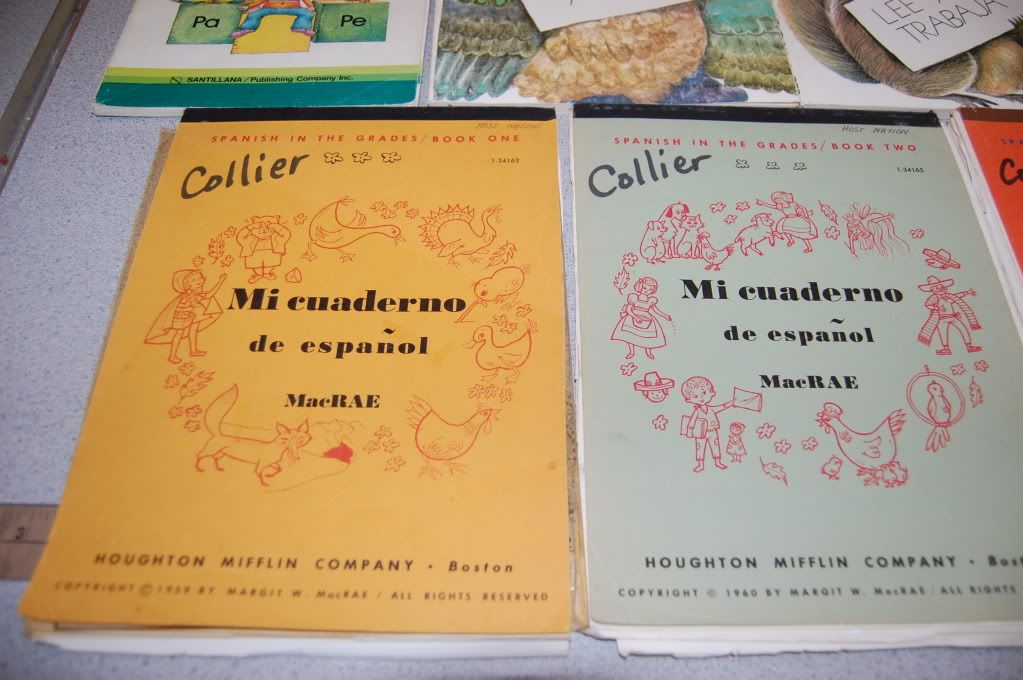 Pa
Pe
SANTILLANA/Publishing Company Inc.
LEE
TRABAJA
HOST NATION
SPANISH IN THE GRADES/BOOK ONE
Collier
1-34162
Mi cuaderno
de español
MacRAE
HOUGHTON MIFFLIN COMPANY • Boston
COPYRIGHT © 1959 BY MARGIT W. MacRAE / ALL RIGHTS RESERVED
HOST NATION
SPANISH IN THE GRADES/BOOK TWO
Collier
1-34165
Mi cuaderno
de español
MacRAE
HOUGHTON MIFFLIN COMPANY • Bos
COPYRIGHT © 1960 BY MARGIT W. MacRAE / ALL RIGHTS
3